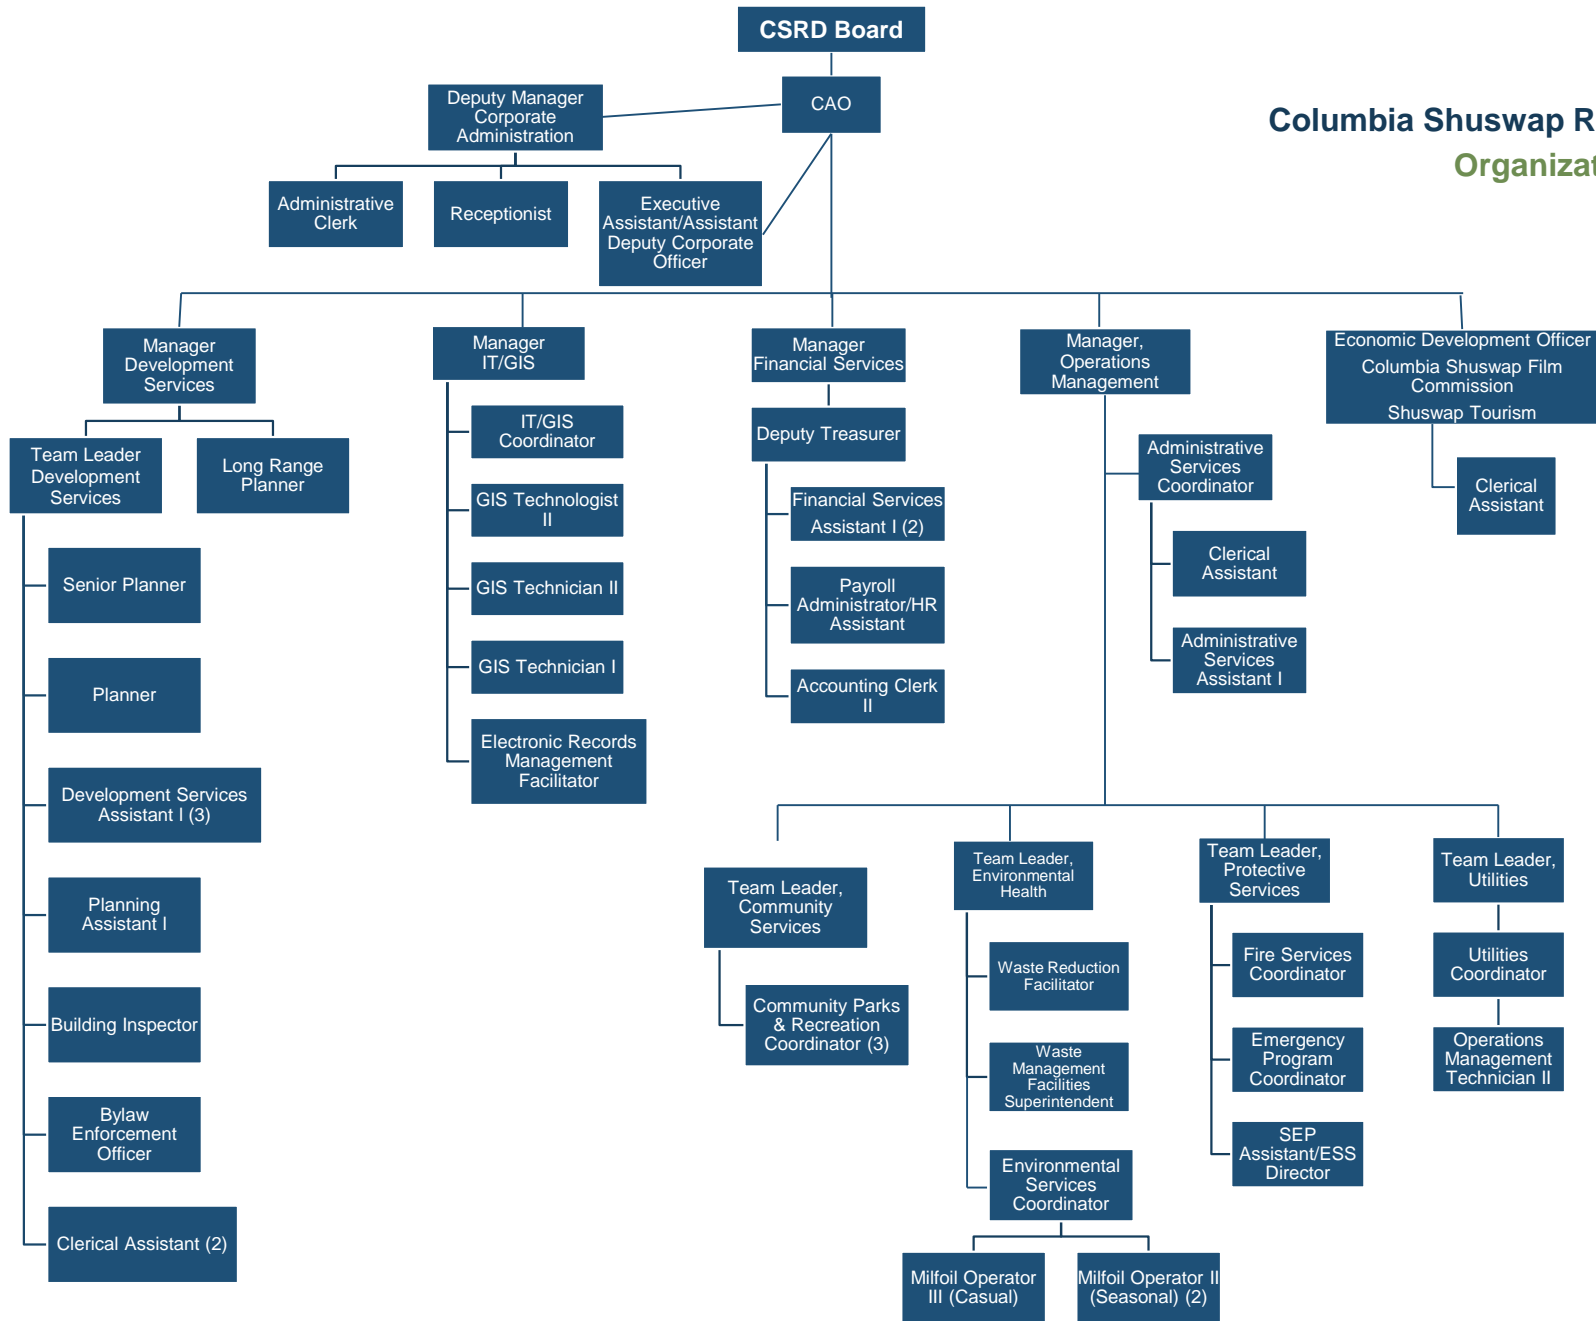 CSRD Board
CAO
Deputy Manager
Corporate
Administration
Columbia Shuswap R
Organizat
Administrative
Clerk
Receptionist
Executive
Assistant/Assistant
Deputy Corporate
Officer
Manager
Development
Services
Manager
IT/GIS
Manager
Financial Services
Manager,
Operations
Management
Economic Development Officer
Columbia Shuswap Film
Commission
Shuswap Tourism
Team Leader
Development
Services
Long Range
Planner
Senior Planner
Planner
Development Services
Assistant I (3)
Planning
Assistant I
Building Inspector
Bylaw
Enforcement
Officer
Clerical Assistant (2)
IT/GIS
Coordinator
GIS Technologist
II
GIS Technician II
GIS Technician I
Electronic Records
Management
Facilitator
Deputy Treasurer
Financial Services
Assistant I (2)
Payroll
Administrator/HR
Assistant
Accounting Clerk
II
Administrative
Services
Coordinator
Clerical
Assistant
Administrative
Services
Assistant I
Clerical
Assistant
Team Leader,
Community
Services
Community Parks
& Recreation
Coordinator (3)
Team Leader,
Environmental
Health
Waste Reduction
Facilitator
Waste
Management
Facilities
Superintendent
Environmental
Services
Coordinator
Milfoil Operator
III (Casual)
Milfoil Operator II
(Seasonal) (2)
Team Leader,
Protective
Services
Fire Services
Coordinator
Emergency
Program
Coordinator
SEP
Assistant/ESS
Director
Team Leader,
Utilities
Utilities
Coordinator
Operations
Management
Technician II